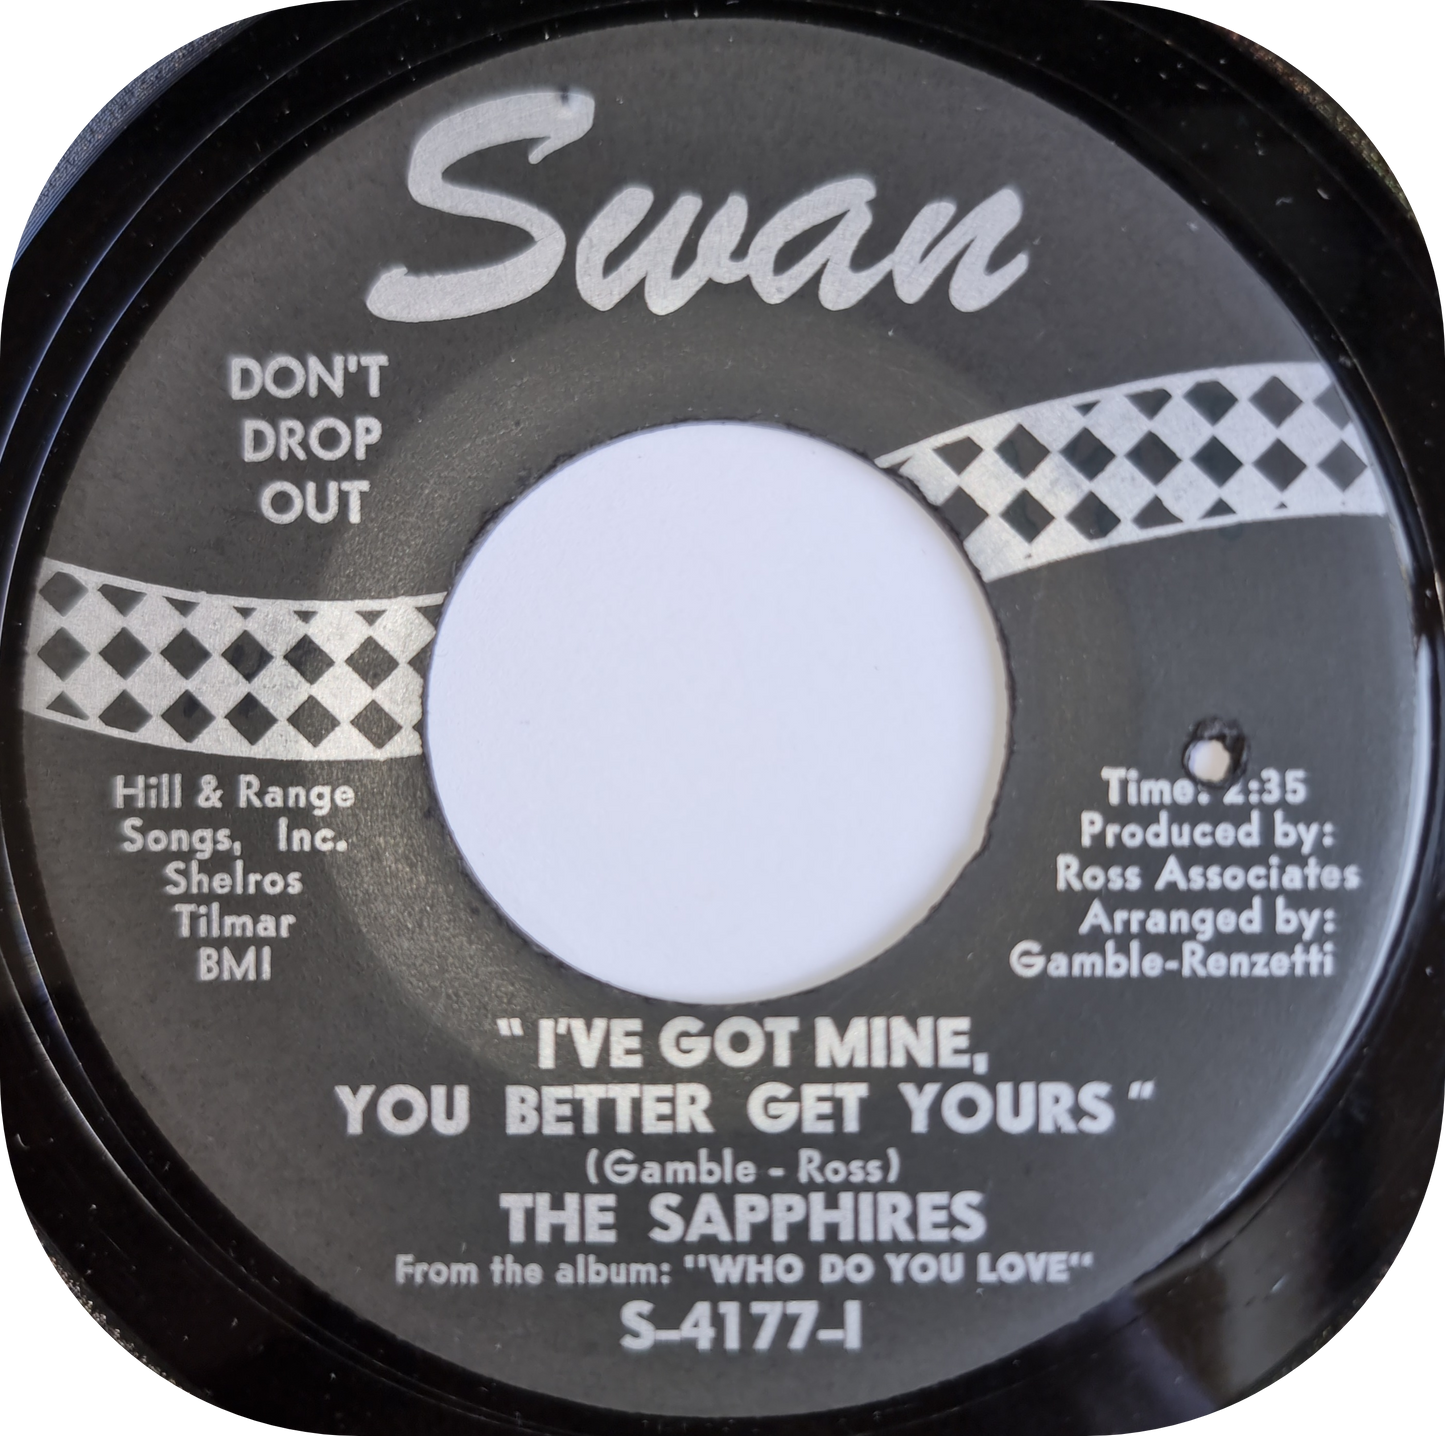 Swan
DON'T
DROP
OUT
Hill & Range
Songs, Inc.
Shelros
Tilmar
BMI
Time: 2:35
Produced by:
Ross Associates
Arranged by:
Gamble-Renzetti
"I'VE GOT MINE,
YOU BETTER GET YOURS"
(Gamble - Ross)
THE SAPPHIRES
From the album: "WHO DO YOU LOVE"
S-4177-I